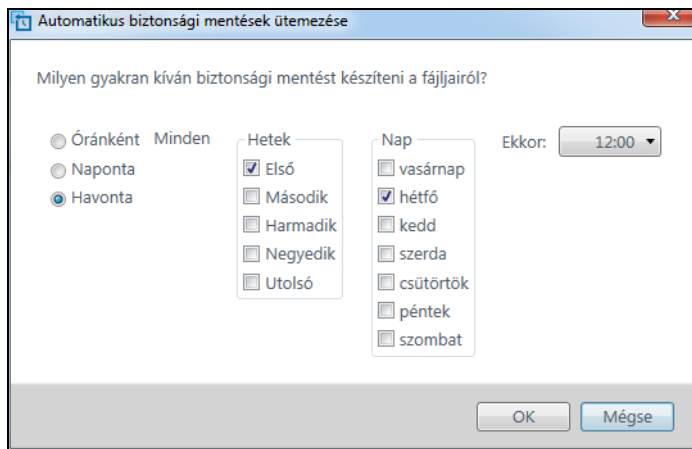 Automatikus biztonsági mentések ütemezése
Milyen gyakran kíván biztonsági mentést készíteni a fájljairól?
Óránként
Naponta
Havonta
Minden
Hetek
Első
Második
Harmadik
Negyedik
Utolsó
Nap
vasárnap
hétfő
kedd
szerda
csütörtök
péntek
szombat
Ekkor: 12:00
OK Mégse